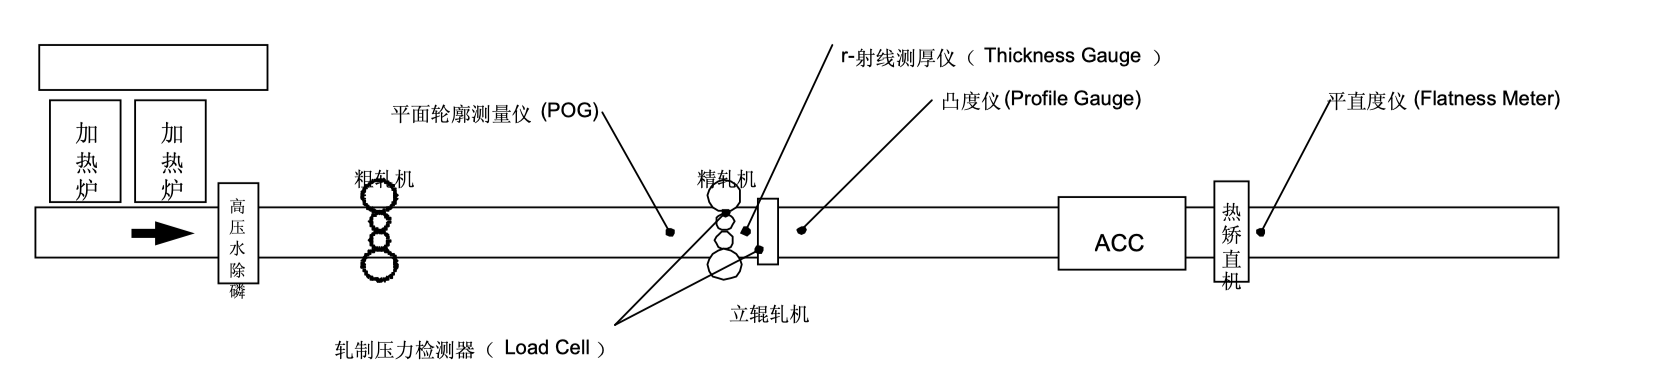 r-射线测厚仪（ Thickness Gauge ）
平面轮廓测量仪 (POG)
凸度仪(Profile Gauge)
平直度仪 (Flatness Meter)
加热炉
加热炉
高压水除磷
粗轧机
精轧机
ACC
热矫直机
立辊轧机
轧制压力检测器（ Load Cell ）